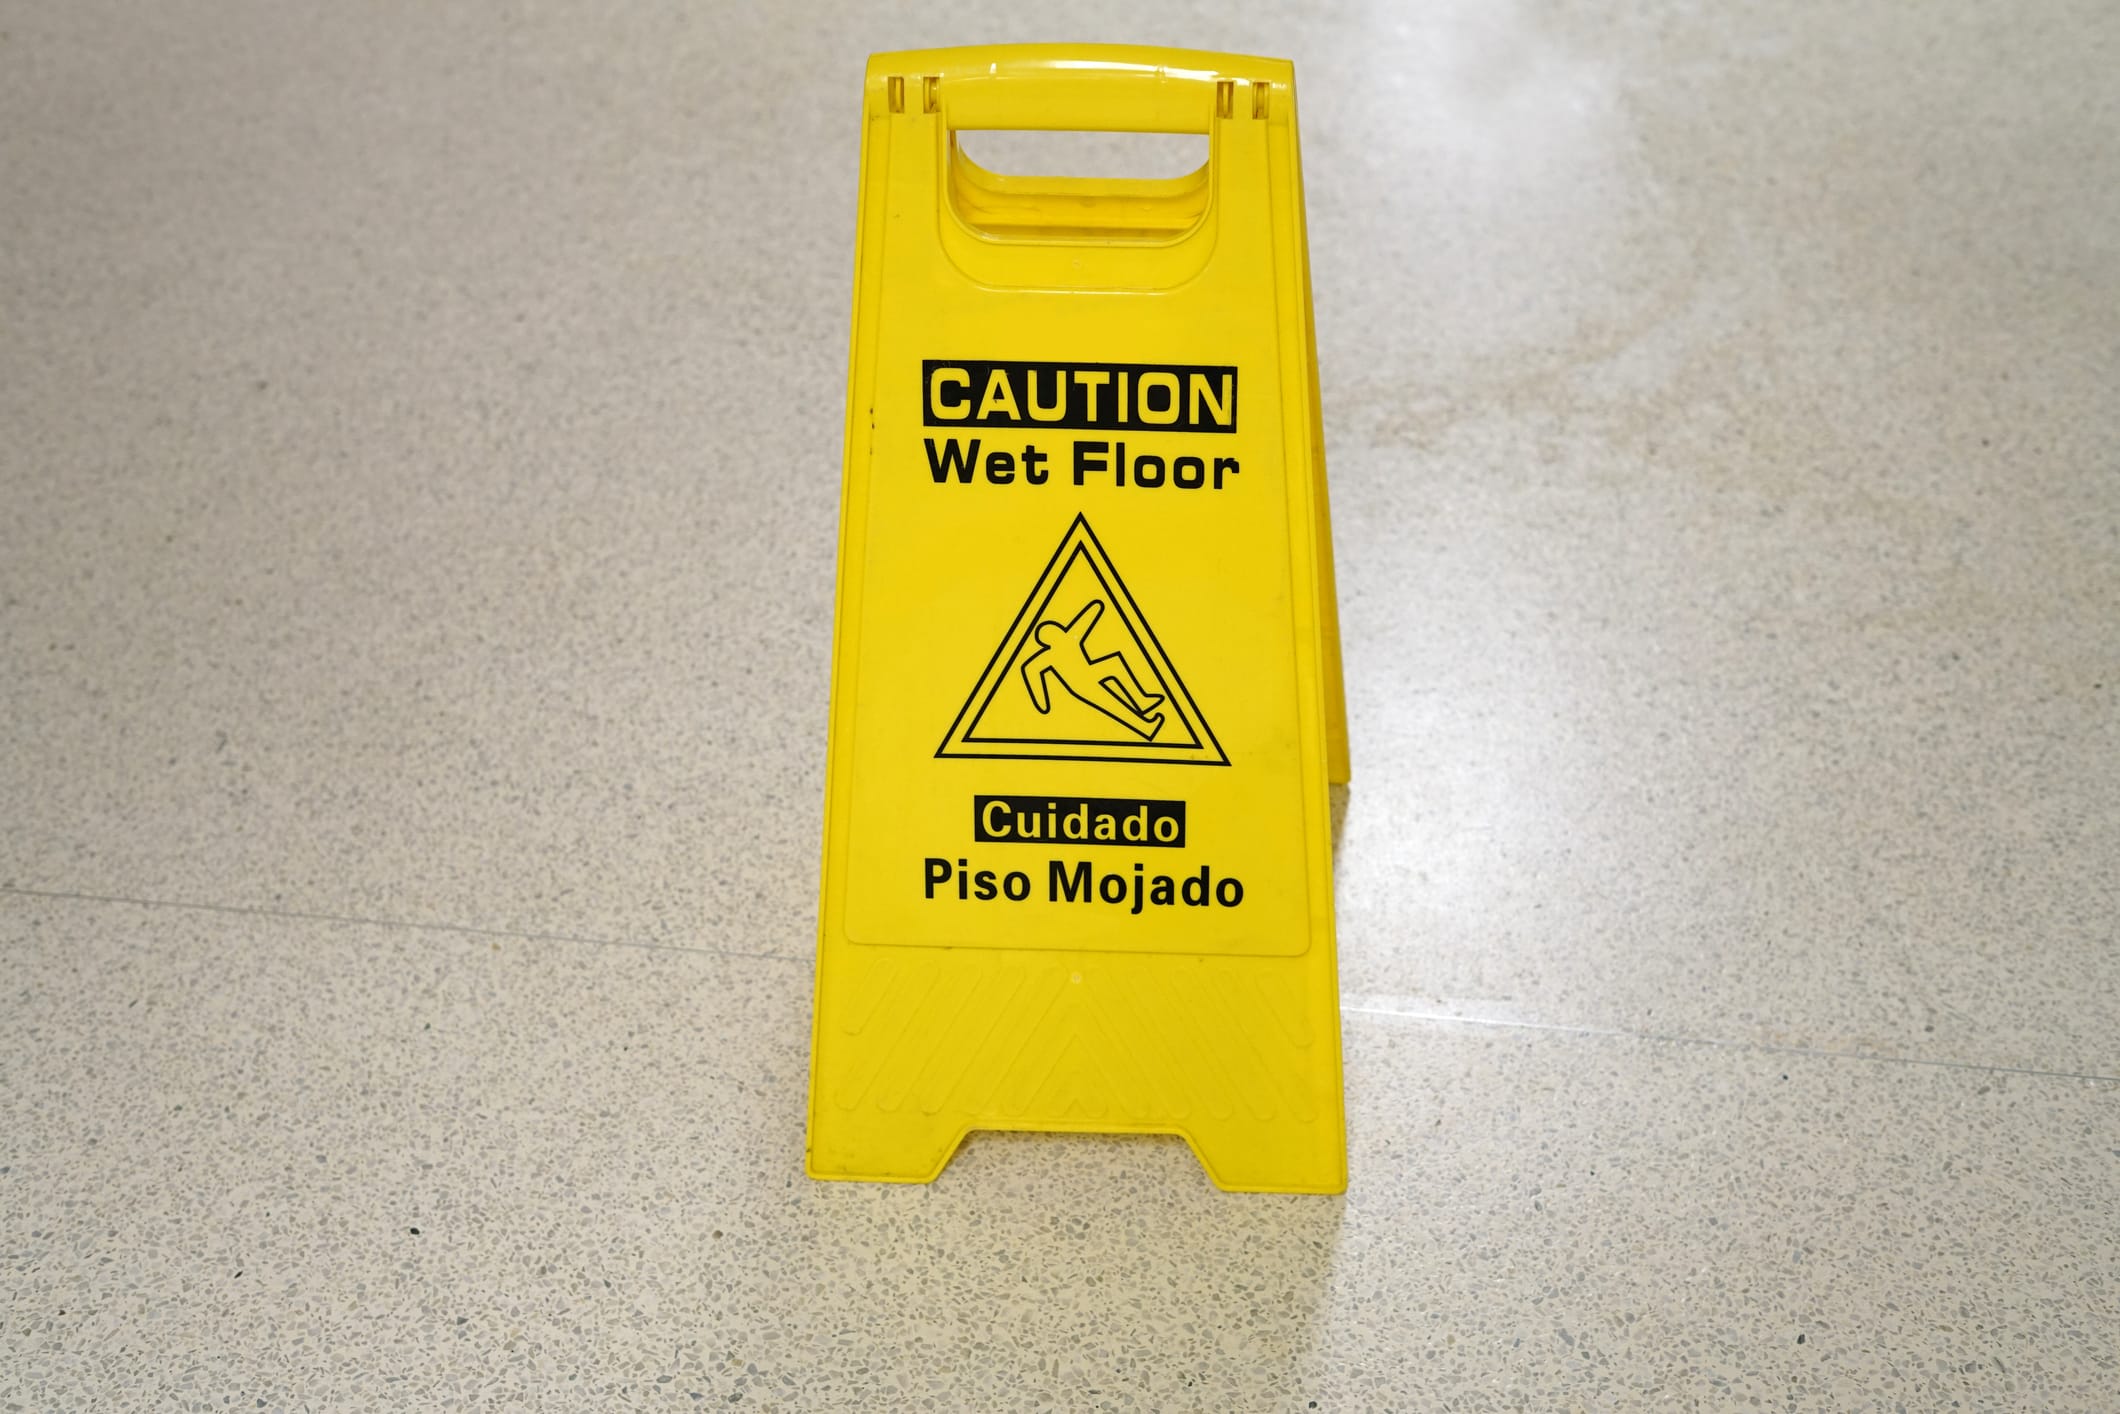 CAUTION
Wet Floor
Cuidado
Piso Mojado